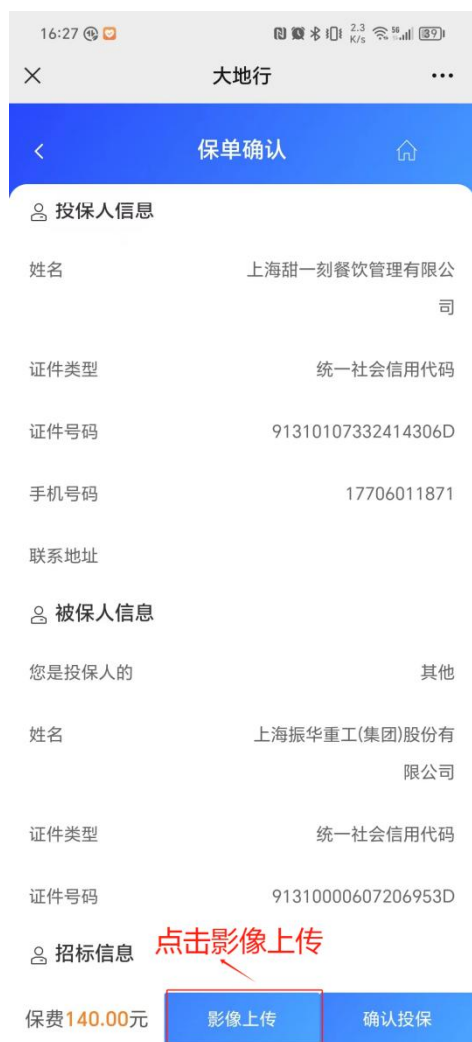 16:27
2.3
K/s
56
39
大地行
保单确认
投保人信息
姓名 上海甜一刻餐饮管理有限公
司
证件类型 统一社会信用代码
证件号码 91310107332414306D
手机号码 17706011871
联系地址
被保人信息
您是投保人的 其他
姓名 上海振华重工(集团)股份有
限公司
证件类型 统一社会信用代码
证件号码 91310000607206953D
点击影像上传
招标信息
保费140.00元 影像上传 确认投保